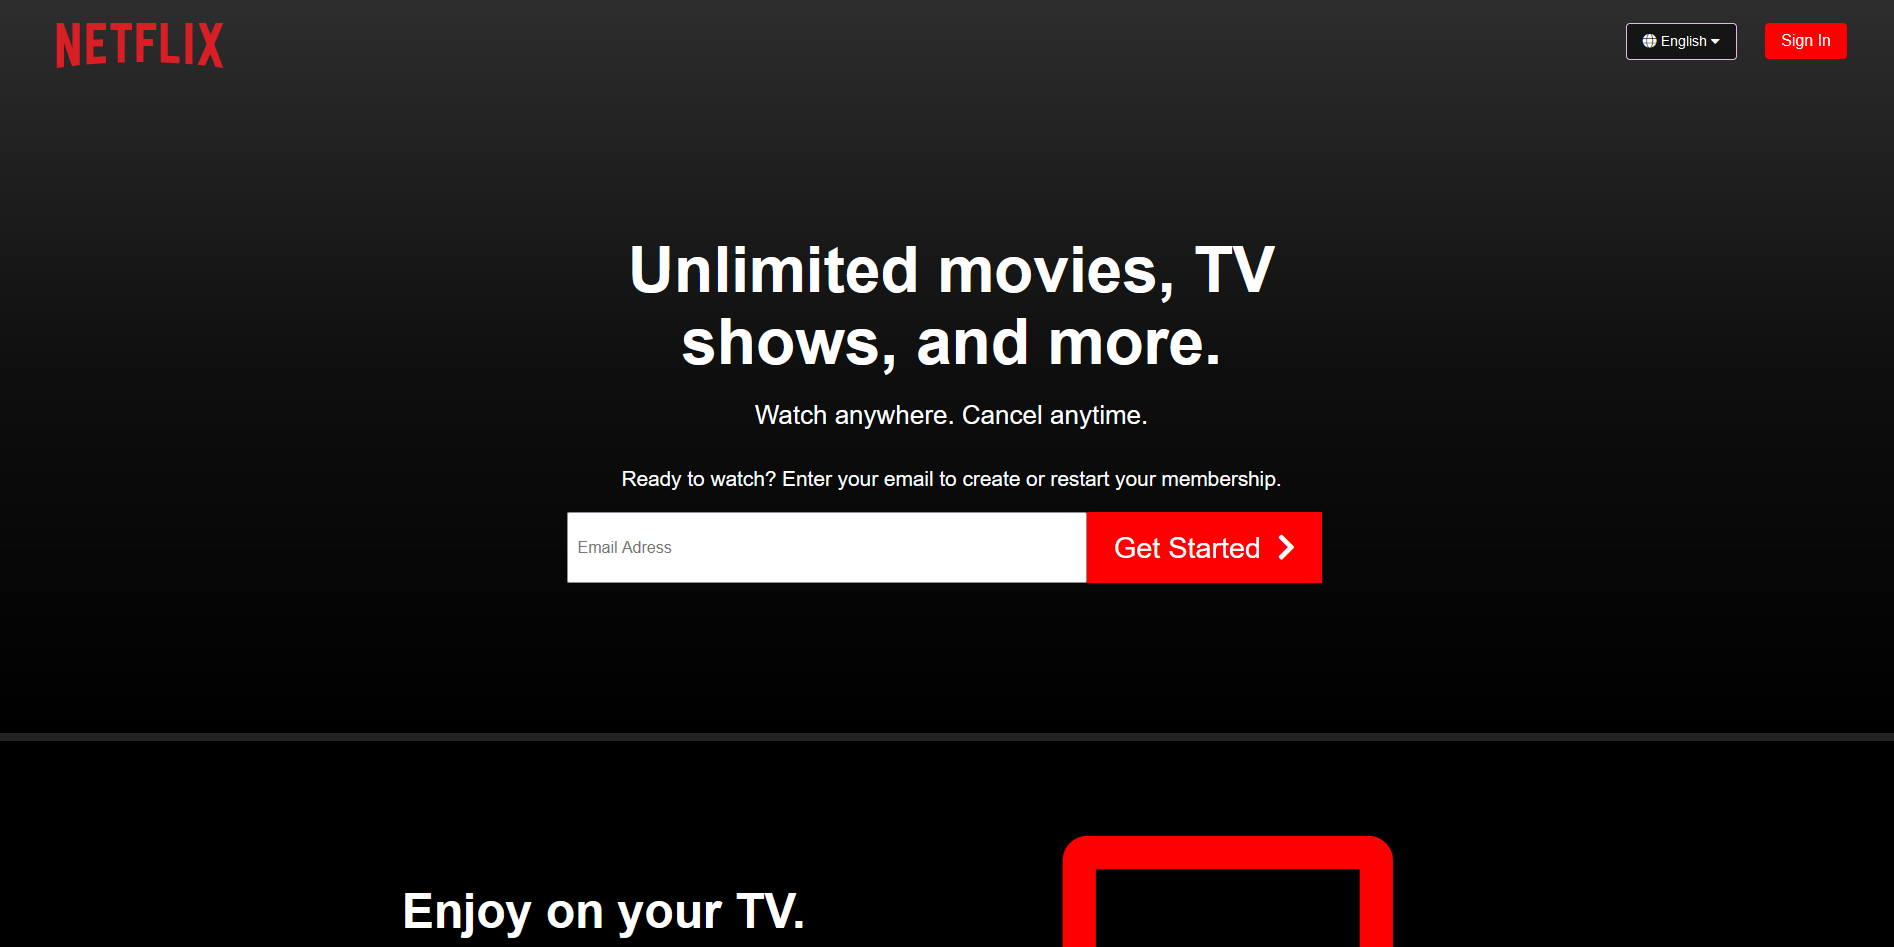 NETFLIX
English
Sign In
Unlimited movies, TV
shows, and more.
Watch anywhere. Cancel anytime.
Ready to watch? Enter your email to create or restart your membership.
Email Adress
Get Started
Enjoy on your TV.